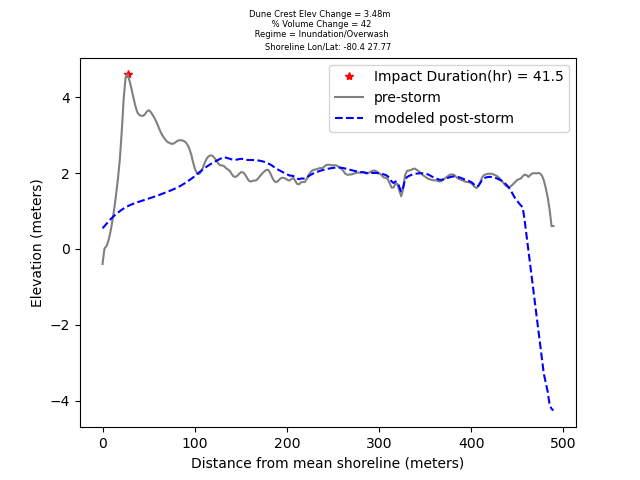 Dune Crest Elev Change = 3.48m
% Volume Change = 42
Regime = Inundation/Overwash
Shoreline Lon/Lat: -80.4 27.77
Impact Duration(hr) = 41.5
pre-storm
modeled post-storm
4
2
0
−2
−4
Elevation (meters)
0 100 200 300 400 500
Distance from mean shoreline (meters)